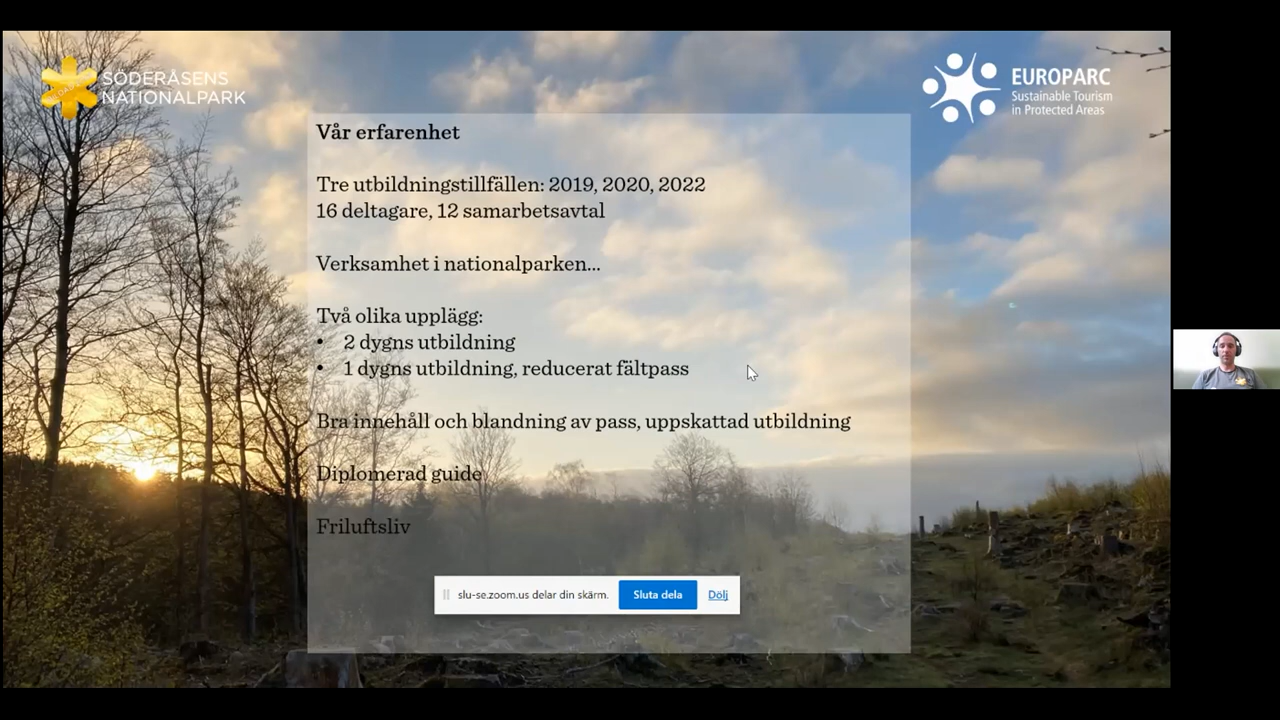 SÖDERÅSENS
NATIONALPARK
EUROPARC
Sustainable Tourism
in Protected Areas
Vår erfarenhet
Tre utbildningstillfällen: 2019, 2020, 2022
16 deltagare, 12 samarbetsavtal
Verksamhet i nationalparken...
Två olika upplägg:
• 2 dygns utbildning
• 1 dygns utbildning, reducerat fältpass
Bra innehåll och blandning av pass, uppskattad utbildning
Diplomerad guide
Friluftsliv
slu-se.zoom.us delar din skärm. Sluta dela Dölj